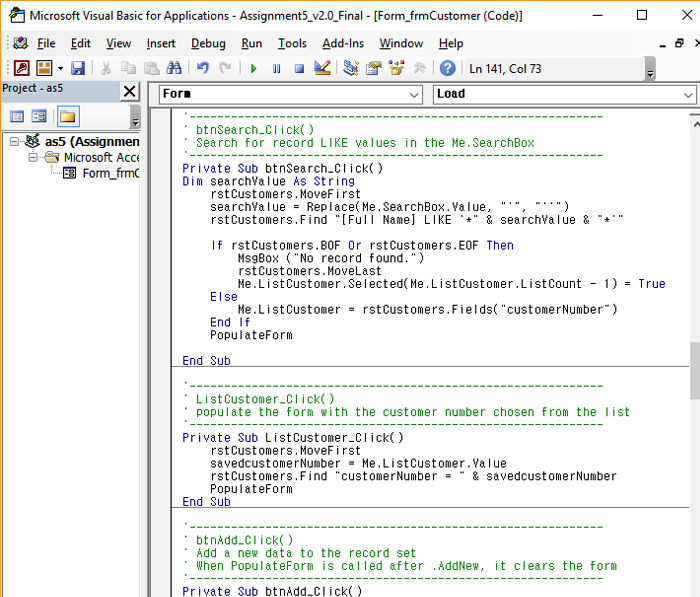 Microsoft Visual Basic for Applications - Assignment5_v2.0_Final - [Form_frmCustomer (Code)]
File Edit View Insert Debug Run Tools Add-Ins Window Help
Ln 141, Col 73
Project - as5
Form
Load
as5 (Assignmen
Microsoft Acce
Form_frmC
'-----------------------------------------------------------
' btnSearch_Click()
' Search for record LIKE values in the Me.SearchBox
'-----------------------------------------------------------
Private Sub btnSearch_Click()
Dim searchValue As String
    rstCustomers.MoveFirst
    searchValue = Replace(Me.SearchBox.Value, "'", "''")
    rstCustomers.Find "[Full Name] LIKE '*" & searchValue & "*'"
    If rstCustomers.BOF Or rstCustomers.EOF Then
        MsgBox ("No record found.")
        rstCustomers.MoveLast
        Me.ListCustomer.Selected(Me.ListCustomer.ListCount - 1) = True
    Else
        Me.ListCustomer = rstCustomers.Fields("customerNumber")
    End If
    PopulateForm
End Sub
'-----------------------------------------------------------
' ListCustomer_Click()
' populate the form with the customer number chosen from the list
'-----------------------------------------------------------
Private Sub ListCustomer_Click()
    rstCustomers.MoveFirst
    savedcustomerNumber = Me.ListCustomer.Value
    rstCustomers.Find "customerNumber = " & savedcustomerNumber
    PopulateForm
End Sub
'-----------------------------------------------------------
' btnAdd_Click()
' Add a new data to the record set
' When PopulateForm is called after .AddNew, it clears the form
'-----------------------------------------------------------
Private Sub btnAdd_Click()